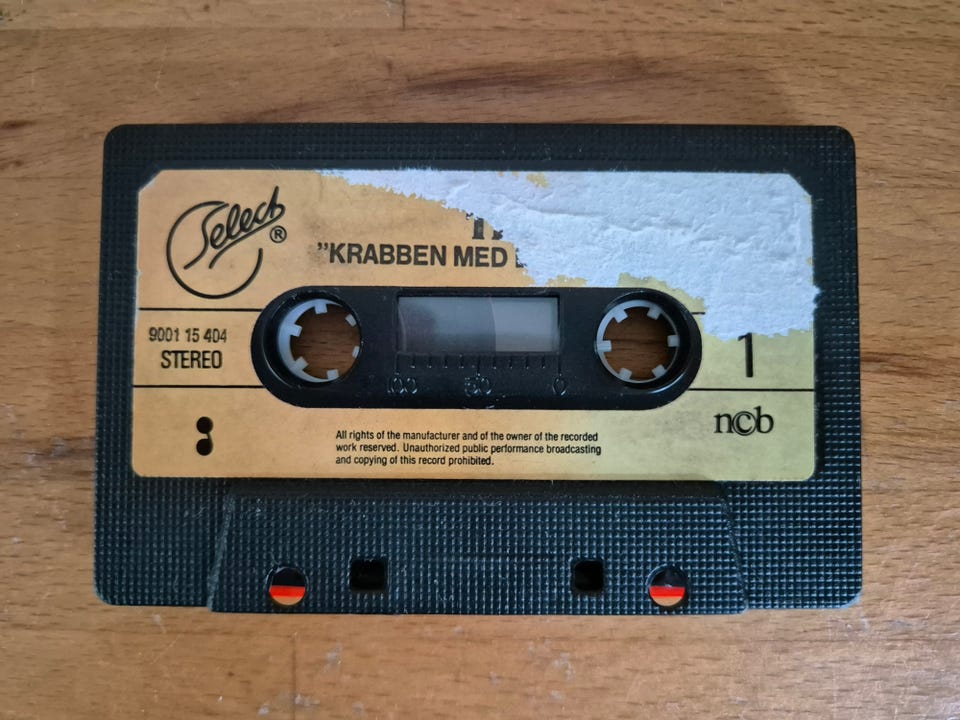 Select®
"KRABBEN MED
9001 15 404
STEREO
1
100 50 0
ncb
All rights of the manufacturer and of the owner of the recorded
work reserved. Unauthorized public performance broadcasting
and copying of this record prohibited.